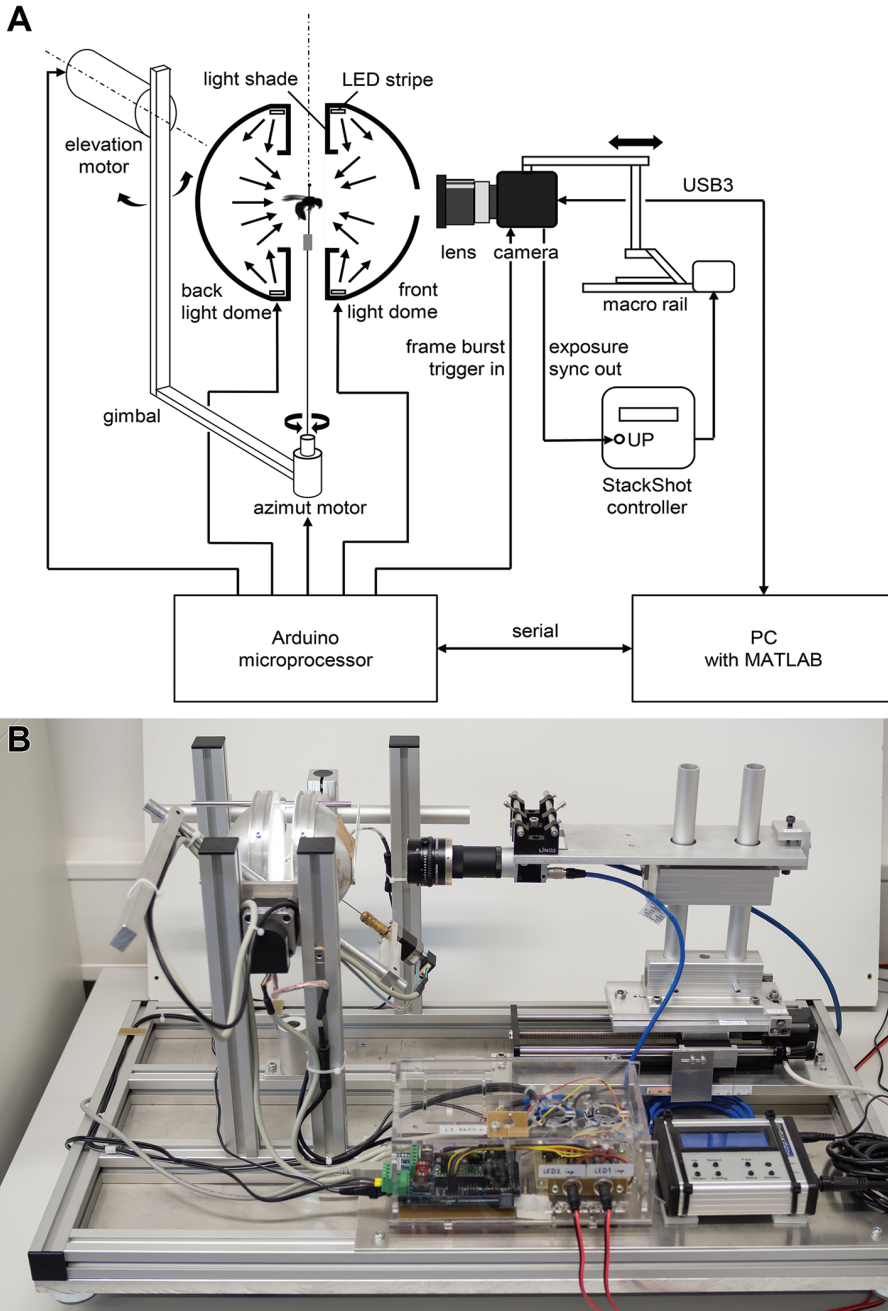 A
light shade
LED stripe
elevation
motor
USB3
lens
camera
back
light dome
front
light dome
macro rail
frame burst
trigger in
exposure
sync out
gimbal
UP
StackShot
controller
azimut motor
Arduino
microprocessor
serial
PC
with MATLAB
B
LINOS
LED2
LED1